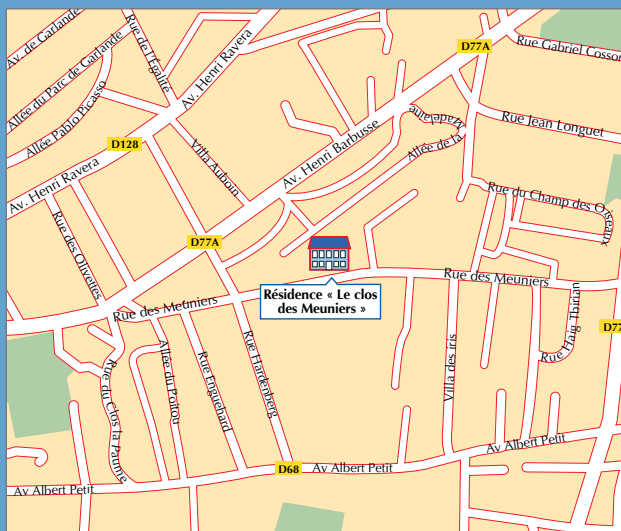 Av. de Garlande
Rue de l'Égalité
D77A
Rue Gabriel Cosson
Allée du Parc de Garlande
Av. Henri Ravera
Allée Pablo Picasso
Allée de la
Madelaine
Rue Jean Longuet
D128
Villa Auboin
Av. Henri Barbusse
Av. Henri Ravera
Rue du Champ des Oiseaux
Rue des Olivettes
D77A
Rue des Meuniers
Résidence « Le clos
des Meuniers »
Rue des Meuniers
Rue Haig Tbirian
D77
Rue du Clos la Paume
Allée du Poitou
Rue Enguehard
Rue Hardenberg
Villa des iris
Av Albert Petit
D68
Av Albert Petit
Av Albert Petit